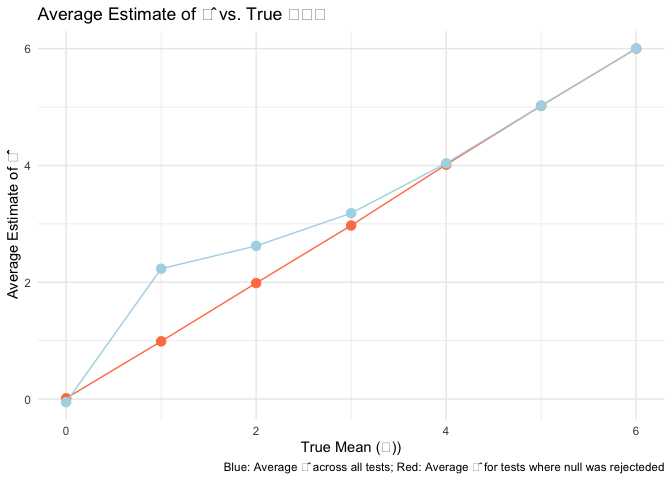 Average Estimate of □̂ vs. True □□□
6
4
2
0
Average Estimate of □̂
0
2
4
6
True Mean (□))
Blue: Average □̂ across all tests; Red: Average □̂ for tests where null was rejecteded